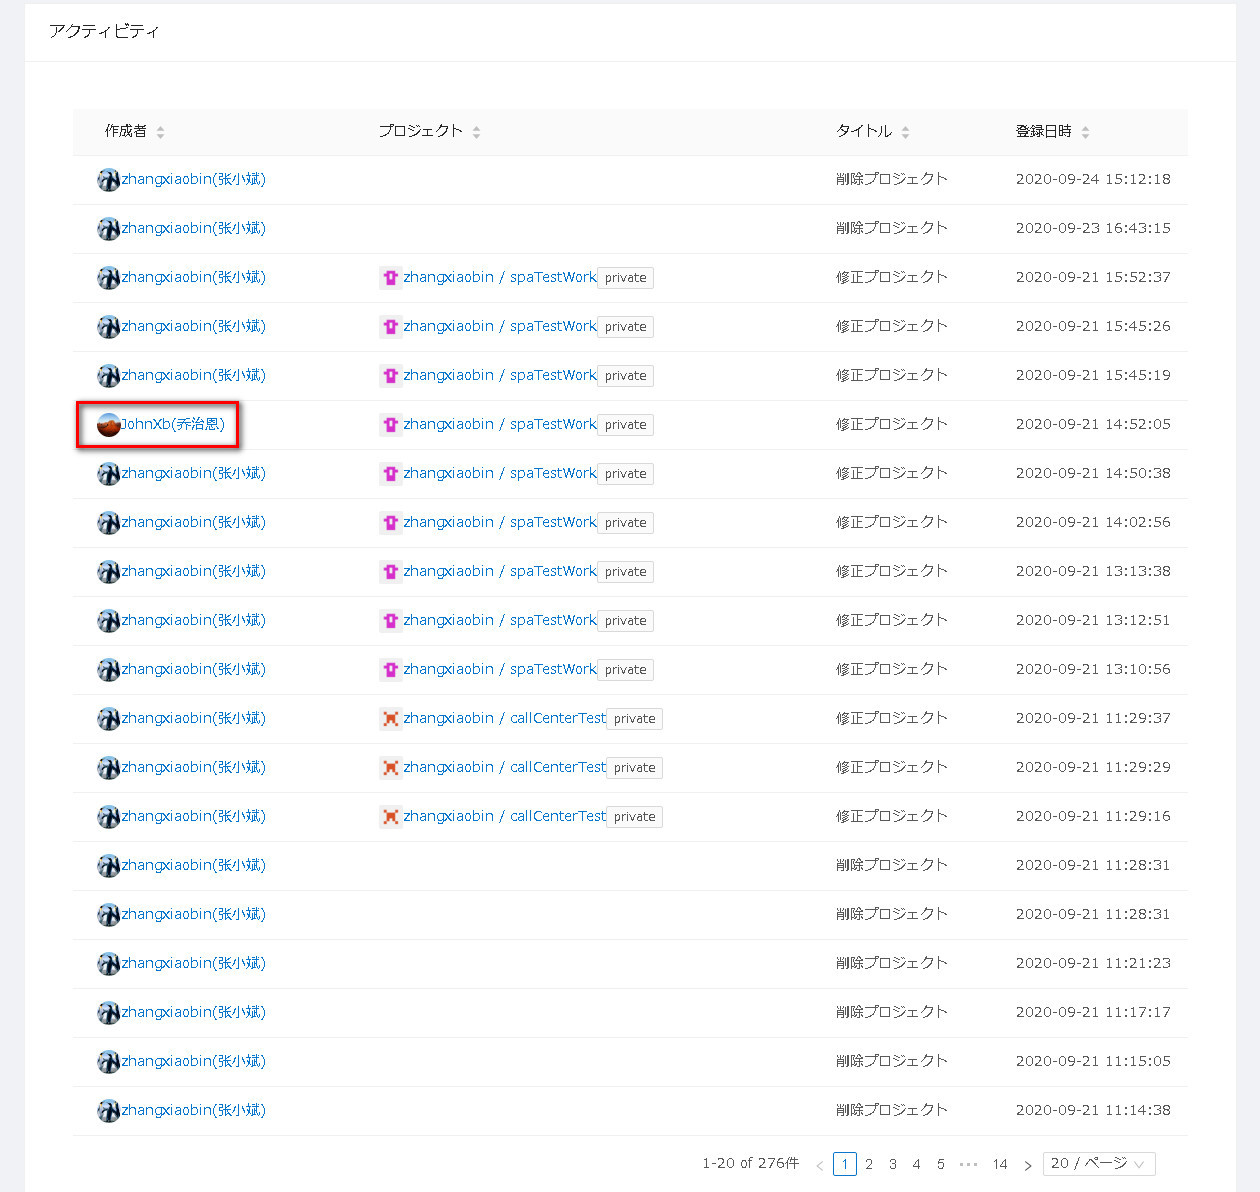 アクティビティ
作成者 プロジェクト タイトル 登録日時
zhangxiaobin(张小斌) 削除プロジェクト 2020-09-24 15:12:18
zhangxiaobin(张小斌) 削除プロジェクト 2020-09-23 16:43:15
zhangxiaobin(张小斌) zhangxiaobin / spaTestWork private 修正プロジェクト 2020-09-21 15:52:37
zhangxiaobin(张小斌) zhangxiaobin / spaTestWork private 修正プロジェクト 2020-09-21 15:45:26
zhangxiaobin(张小斌) zhangxiaobin / spaTestWork private 修正プロジェクト 2020-09-21 15:45:19
JohnXb(乔治恩) zhangxiaobin / spaTestWork private 修正プロジェクト 2020-09-21 14:52:05
zhangxiaobin(张小斌) zhangxiaobin / spaTestWork private 修正プロジェクト 2020-09-21 14:50:38
zhangxiaobin(张小斌) zhangxiaobin / spaTestWork private 修正プロジェクト 2020-09-21 14:02:56
zhangxiaobin(张小斌) zhangxiaobin / spaTestWork private 修正プロジェクト 2020-09-21 13:13:38
zhangxiaobin(张小斌) zhangxiaobin / spaTestWork private 修正プロジェクト 2020-09-21 13:12:51
zhangxiaobin(张小斌) zhangxiaobin / spaTestWork private 修正プロジェクト 2020-09-21 13:10:56
zhangxiaobin(张小斌) zhangxiaobin / callCenterTest private 修正プロジェクト 2020-09-21 11:29:37
zhangxiaobin(张小斌) zhangxiaobin / callCenterTest private 修正プロジェクト 2020-09-21 11:29:29
zhangxiaobin(张小斌) zhangxiaobin / callCenterTest private 修正プロジェクト 2020-09-21 11:29:16
zhangxiaobin(张小斌) 削除プロジェクト 2020-09-21 11:28:31
zhangxiaobin(张小斌) 削除プロジェクト 2020-09-21 11:28:31
zhangxiaobin(张小斌) 削除プロジェクト 2020-09-21 11:21:23
zhangxiaobin(张小斌) 削除プロジェクト 2020-09-21 11:17:17
zhangxiaobin(张小斌) 削除プロジェクト 2020-09-21 11:15:05
zhangxiaobin(张小斌) 削除プロジェクト 2020-09-21 11:14:38
1-20 of 276件 < 1 2 3 4 5 ••• 14 > 20 / ページ